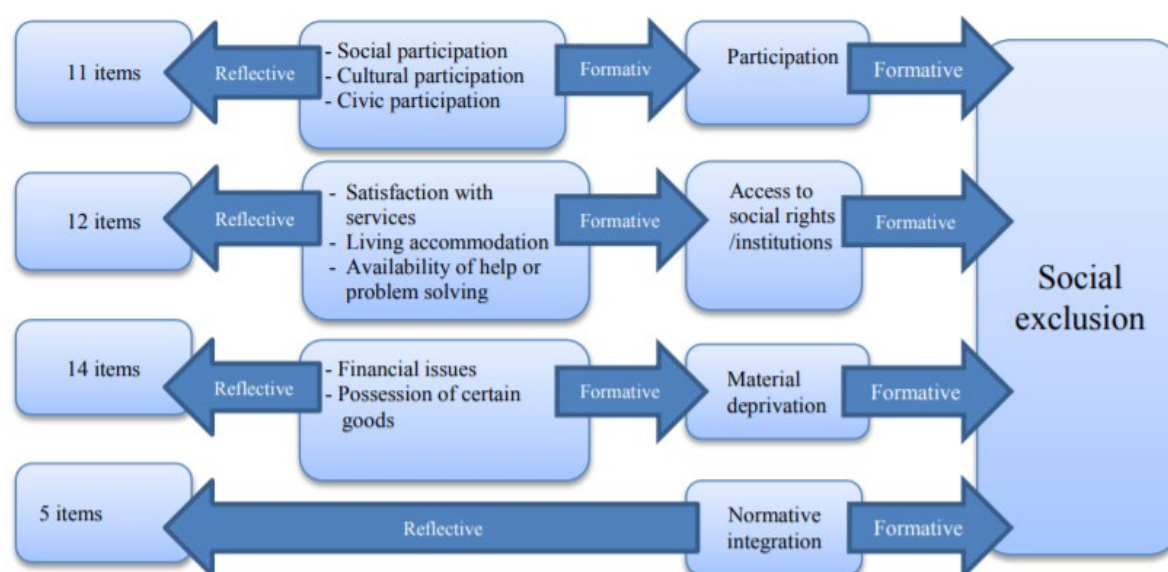 11 items
Reflective
- Social participation
- Cultural participation
- Civic participation
Formativ
Participation
Formative
12 items
Reflective
- Satisfaction with
services
- Living accommodation
- Availability of help or
problem solving
Formative
Access to
social rights
/institutions
Formative
14 items
Reflective
- Financial issues
- Possession of certain
goods
Formative
Material
deprivation
Formative
5 items
Reflective
Normative
integration
Formative
Social
exclusion